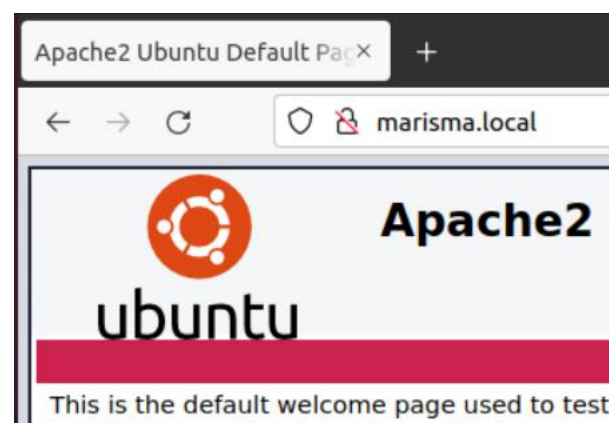 Apache2 Ubuntu Default Pag
marisma.local
Apache2
ubuntu
This is the default welcome page used to test